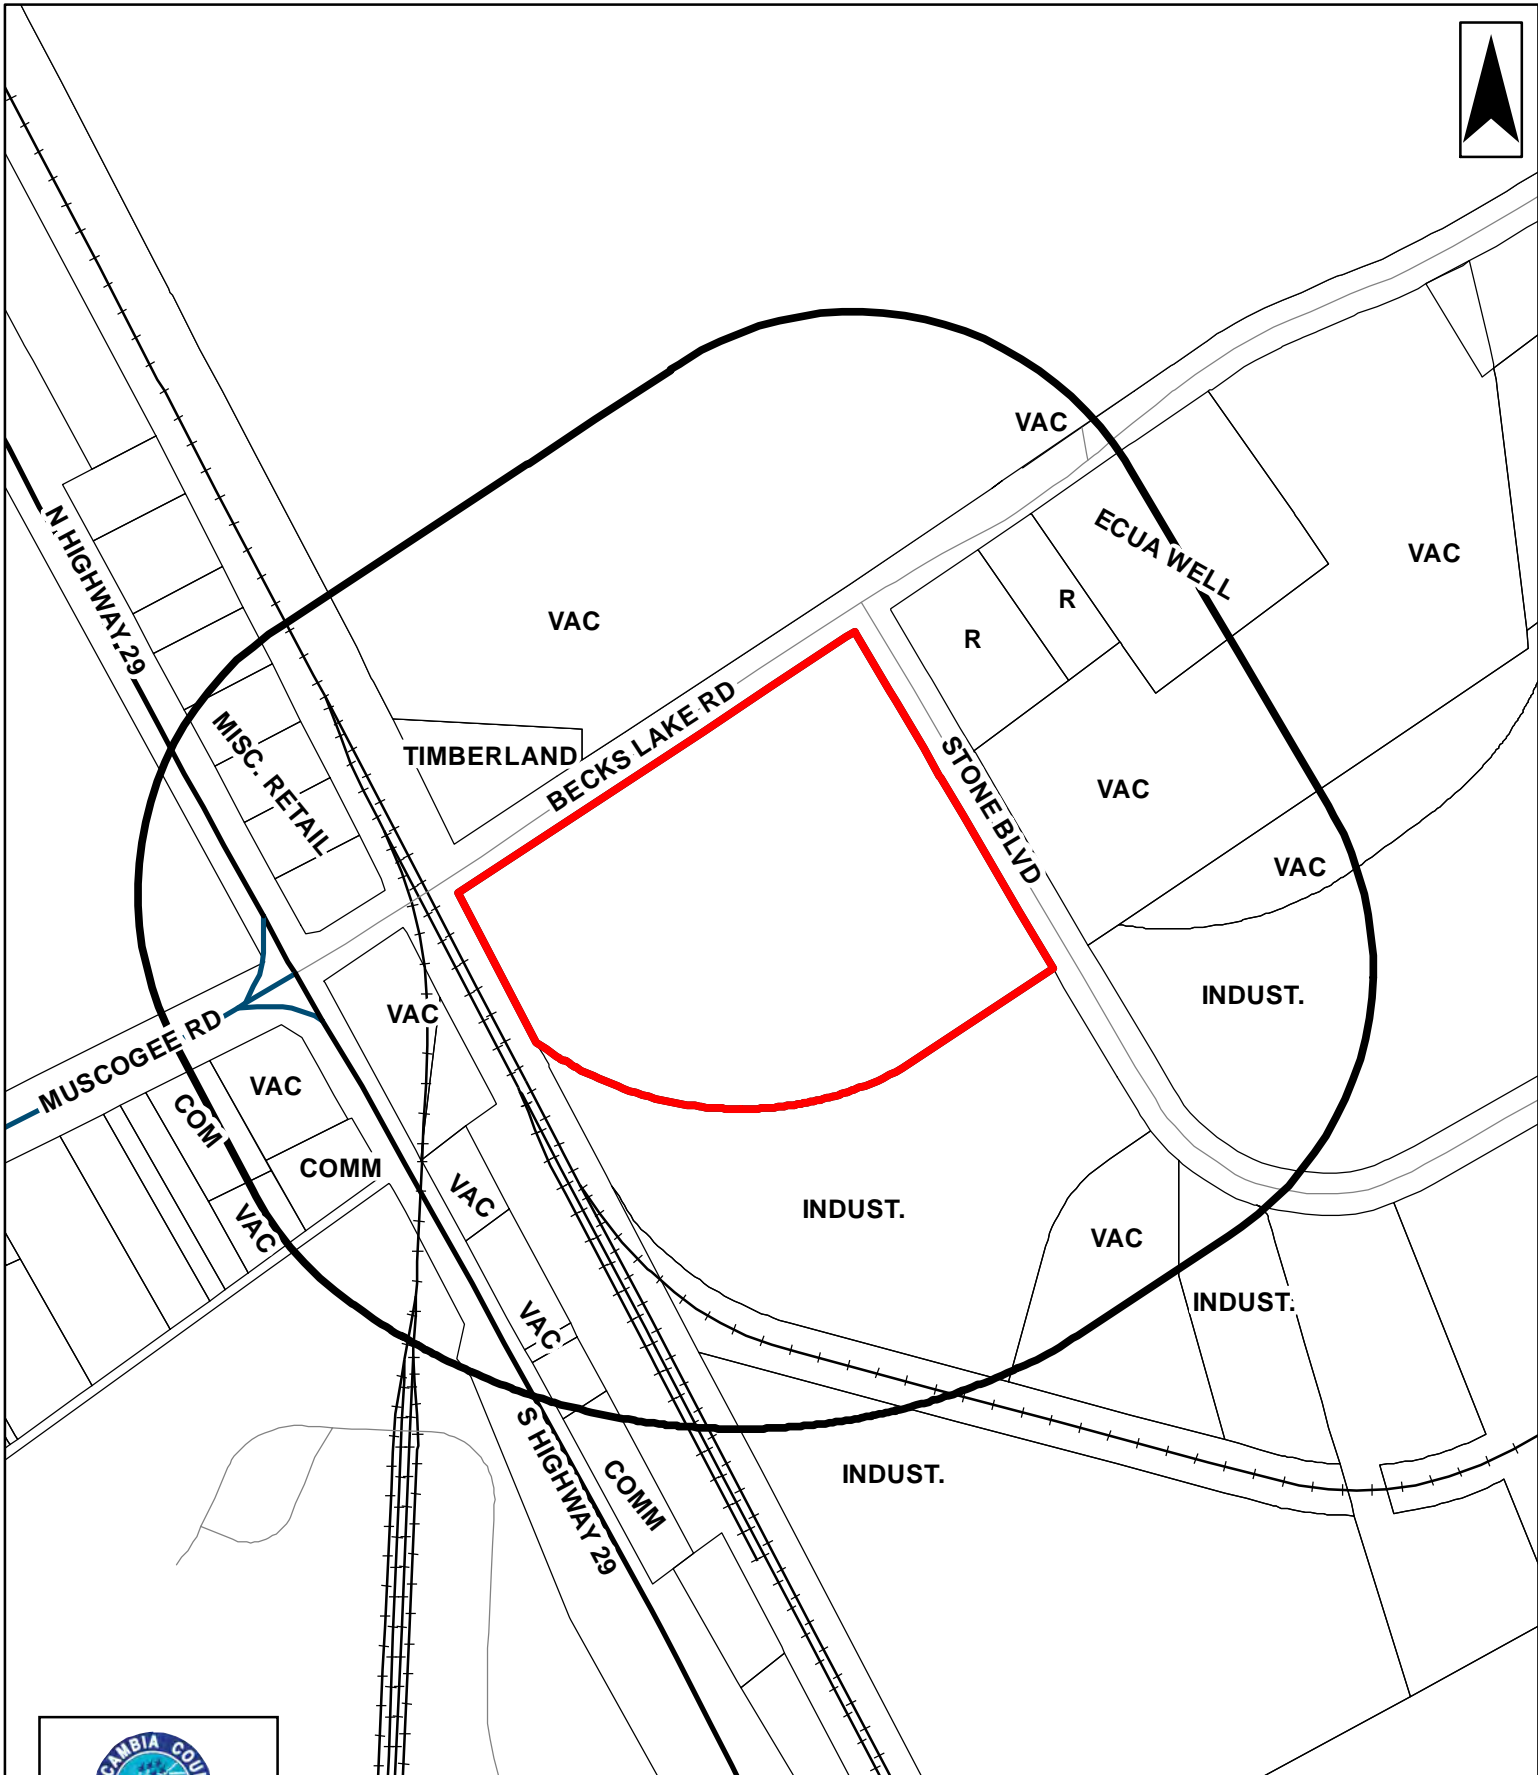 VAC
N HIGHWAY 29
ECUA WELL
VAC
R
VAC
R
MISC. RETAIL
TIMBERLAND
BECKS LAKE RD
STONE BLVD
VAC
VAC
INDUST.
VAC
MUSCOGEE RD
VAC
COM
COMM
VAC
VAC
INDUST.
VAC
VAC
INDUST.
S HIGHWAY 29
COMM
INDUST.